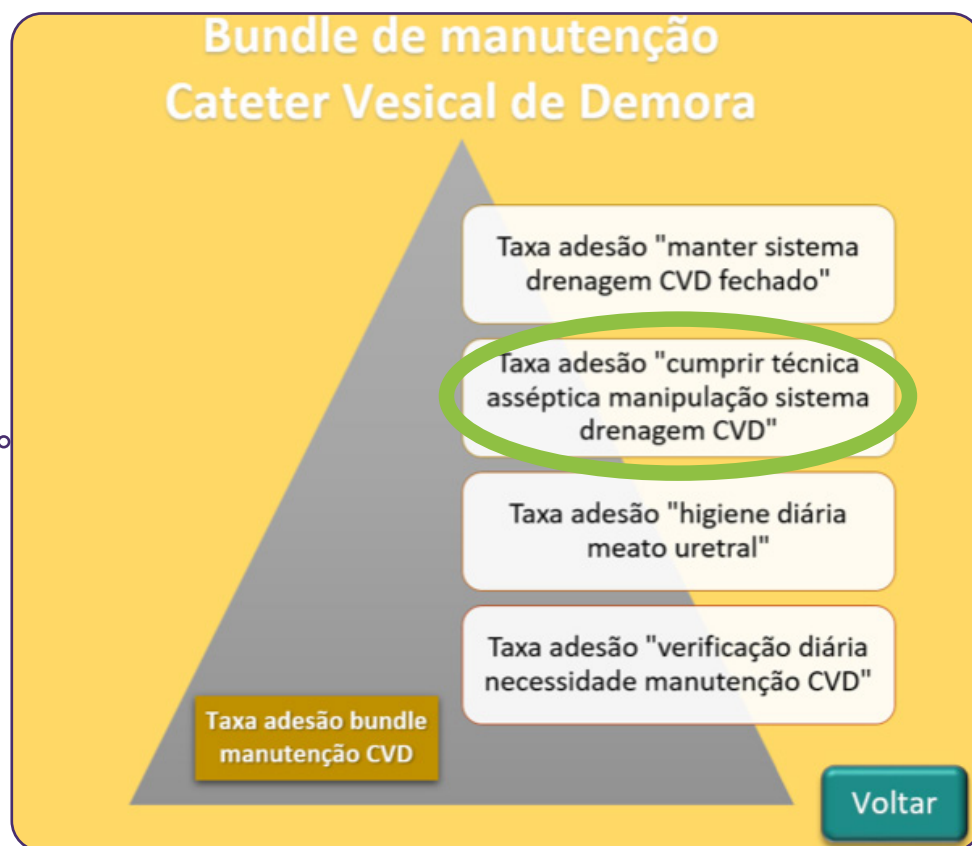 Bundle de manutenção
Cateter Vesical de Demora
Taxa adesão "manter sistema
drenagem CVD fechado"
Taxa adesão "cumprir técnica
asséptica manipulação sistema
drenagem CVD"
Taxa adesão "higiene diária
meato uretral"
Taxa adesão "verificação diária
necessidade manutenção CVD"
Taxa adesão bundle
manutenção CVD
Voltar